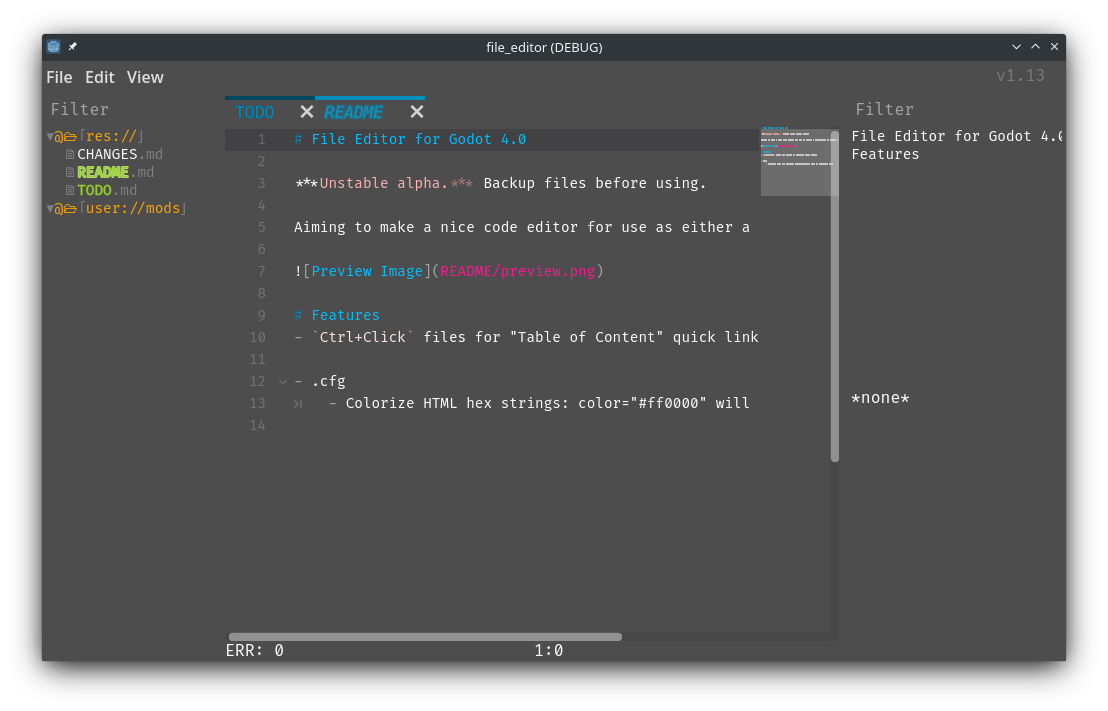 file_editor (DEBUG)
File Edit View
v1.13
Filter
res://
CHANGES.md
README.md
TODO.md
user://mods
TODO README
1 # File Editor for Godot 4.0
2
3 ***Unstable alpha.*** Backup files before using.
4
5 Aiming to make a nice code editor for use as either a
6
7 ![Preview Image](README/preview.png)
8
9 # Features
10 - `Ctrl+Click` files for "Table of Content" quick link
11
12 - .cfg
13 - Colorize HTML hex strings: color="#ff0000" will
14
ERR: 0
1:0
Filter
File Editor for Godot 4.0
Features
*none*